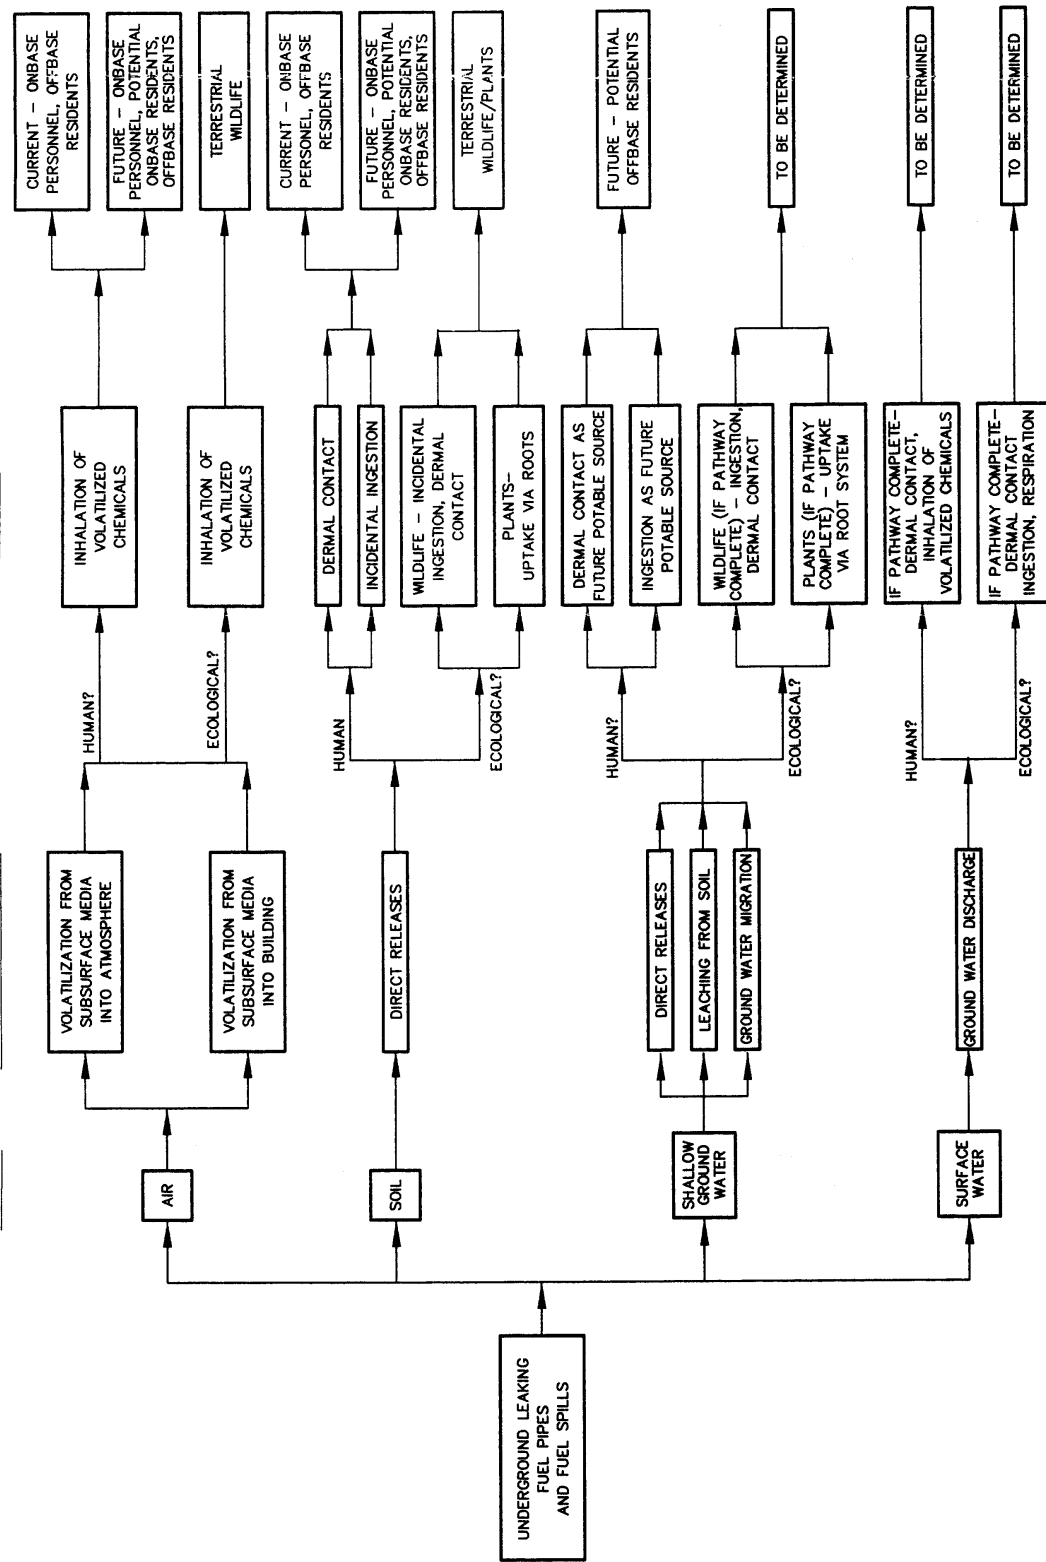 UNDERGROUND LEAKING
FUEL PIPES
AND FUEL SPILLS
AIR
SOIL
SHALLOW
GROUND
WATER
SURFACE
WATER
VOLATILIZATION FROM
SUBSURFACE MEDIA
INTO ATMOSPHERE
VOLATILIZATION FROM
SUBSURFACE MEDIA
INTO BUILDING
DIRECT RELEASES
DIRECT RELEASES
LEACHING FROM SOIL
GROUND WATER MIGRATION
GROUND WATER DISCHARGE
HUMAN?
ECOLOGICAL?
HUMAN
ECOLOGICAL?
HUMAN?
ECOLOGICAL?
HUMAN?
ECOLOGICAL?
INHALATION OF
VOLATILIZED
CHEMICALS
INHALATION OF
VOLATILIZED
CHEMICALS
DERMAL CONTACT
INCIDENTAL INGESTION
WILDLIFE – INCIDENTAL
INGESTION, DERMAL
CONTACT
PLANTS–
UPTAKE VIA ROOTS
DERMAL CONTACT AS
FUTURE POTABLE SOURCE
INGESTION AS FUTURE
POTABLE SOURCE
WILDLIFE (IF PATHWAY
COMPLETE) – INGESTION,
DERMAL CONTACT
PLANTS (IF PATHWAY
COMPLETE) – UPTAKE
VIA ROOT SYSTEM
IF PATHWAY COMPLETE–
DERMAL CONTACT,
INHALATION OF
VOLATILIZED CHEMICALS
IF PATHWAY COMPLETE–
DERMAL CONTACT
INGESTION, RESPIRATION
CURRENT – ONBASE
PERSONNEL, OFFBASE
RESIDENTS
FUTURE – ONBASE
PERSONNEL, POTENTIAL
ONBASE RESIDENTS,
OFFBASE RESIDENTS
TERRESTRIAL
WILDLIFE
CURRENT – ONBASE
PERSONNEL, OFFBASE
RESIDENTS
FUTURE – ONBASE
PERSONNEL, POTENTIAL
ONBASE RESIDENTS,
OFFBASE RESIDENTS
TERRESTRIAL
WILDLIFE/PLANTS
FUTURE – POTENTIAL
OFFBASE RESIDENTS
TO BE DETERMINED
TO BE DETERMINED
TO BE DETERMINED